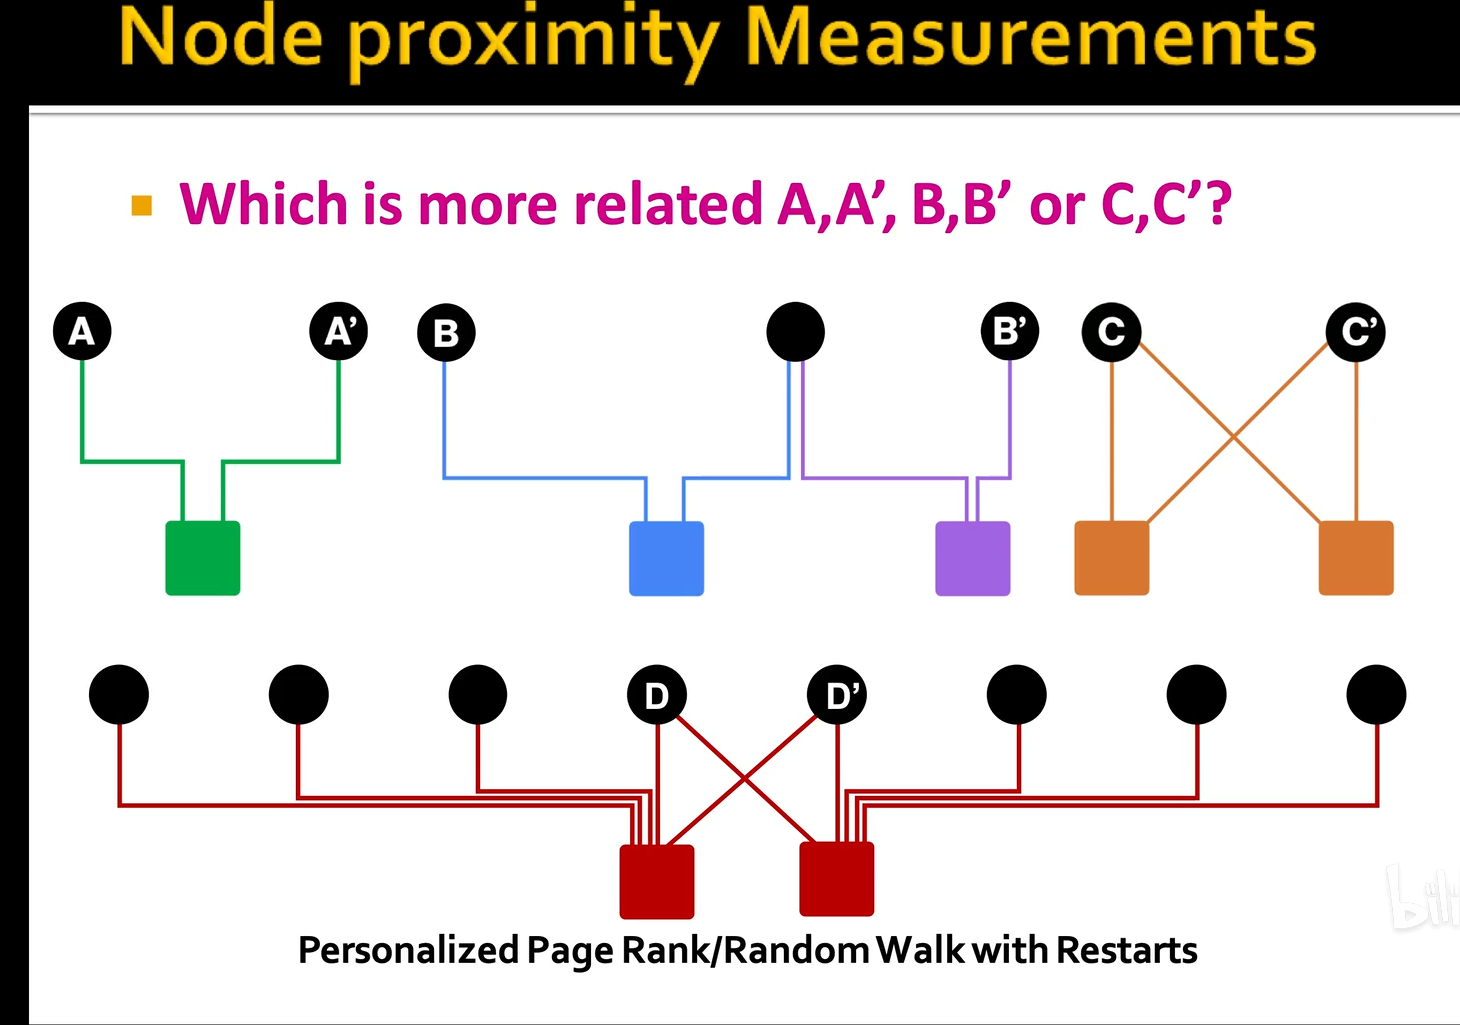 Node proximity Measurements
Which is more related A,A’, B,B’ or C,C’?
A
A’
B
B’
C
C’
D
D’
Personalized Page Rank/Random Walk with Restarts